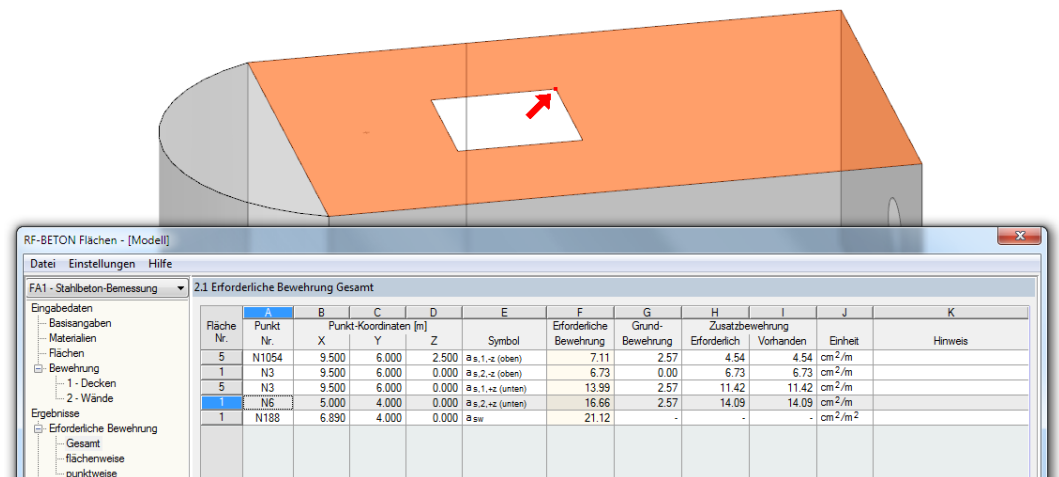 RF-BETON Flächen - [Modell]
x
Datei Einstellungen Hilfe
FA1 - Stahlbeton-Bemessung
2.1 Erforderliche Bewehrung Gesamt
Eingabedaten
Basisangaben
Materialien
Flächen
Bewehrung
1 - Decken
2 - Wände
Ergebnisse
Erforderliche Bewehrung
Gesamt
flächenweise
punktweise
A B C D E F G H I J K
Fläche Punkt Punkt-Koordinaten [m] Erforderliche Grund- Zusatzbewehrung
Nr. Nr. X Y Z Symbol Bewehrung Bewehrung Erforderlich Vorhanden Einheit Hinweis
5 N1054 9.500 6.000 2.500 as,1,-z (oben) 7.11 2.57 4.54 4.54 cm2/m
1 N3 9.500 6.000 0.000 as,2,-z (oben) 6.73 0.00 6.73 6.73 cm2/m
5 N3 9.500 6.000 0.000 as,1,+z (unten) 13.99 2.57 11.42 11.42 cm2/m
1 N6 5.000 4.000 0.000 as,2,+z (unten) 16.66 2.57 14.09 14.09 cm2/m
1 N188 6.890 4.000 0.000 asw 21.12 - - - cm2/m2